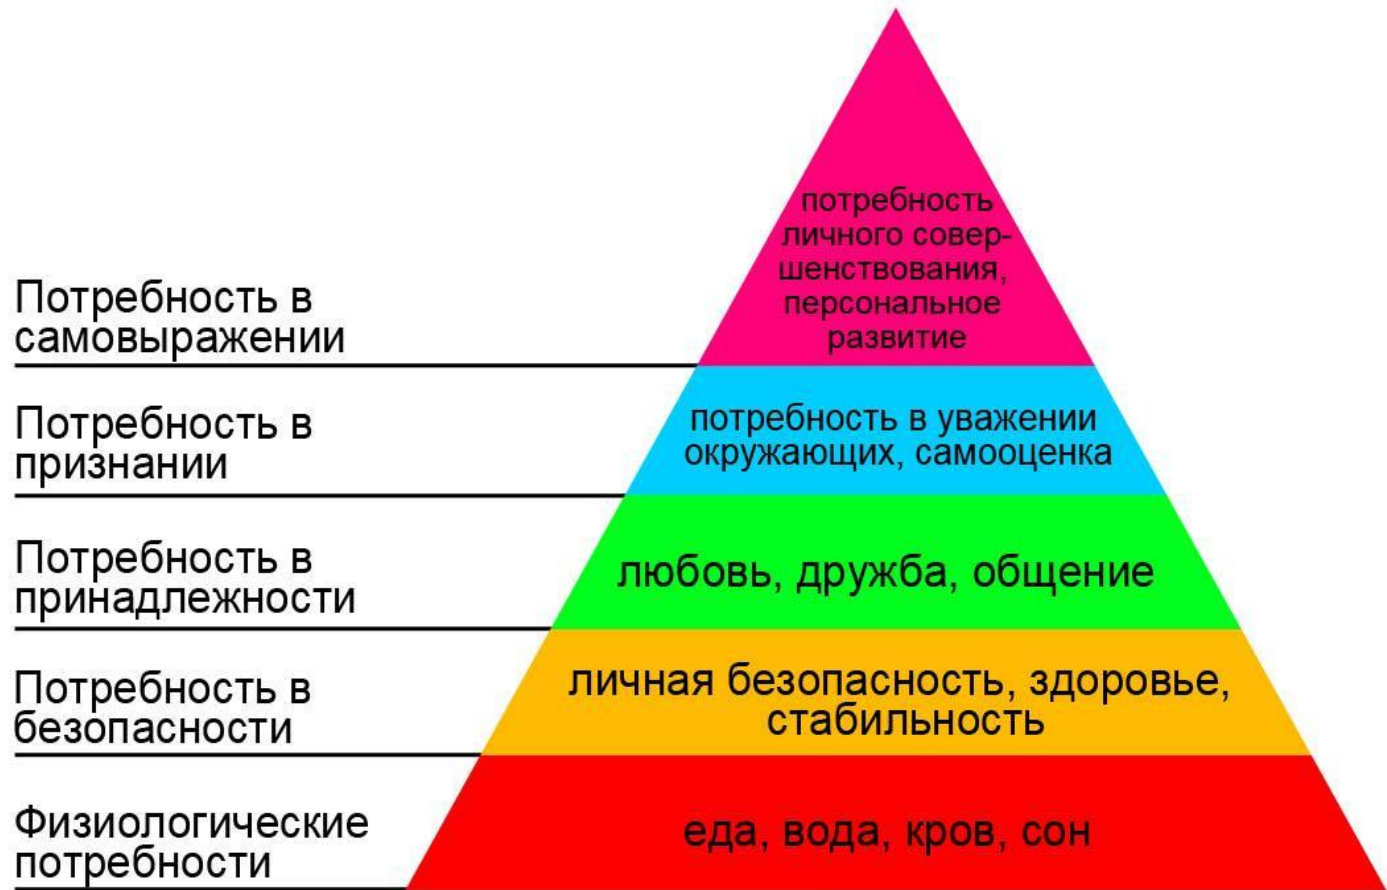 потребность
личного совер-
шенствования,
персональное
развитие
Потребность в
самовыражении
потребность в уважении
окружающих, самооценка
Потребность в
признании
любовь, дружба, общение
Потребность в
принадлежности
личная безопасность, здоровье,
стабильность
Потребность в
безопасности
еда, вода, кров, сон
Физиологические
потребности